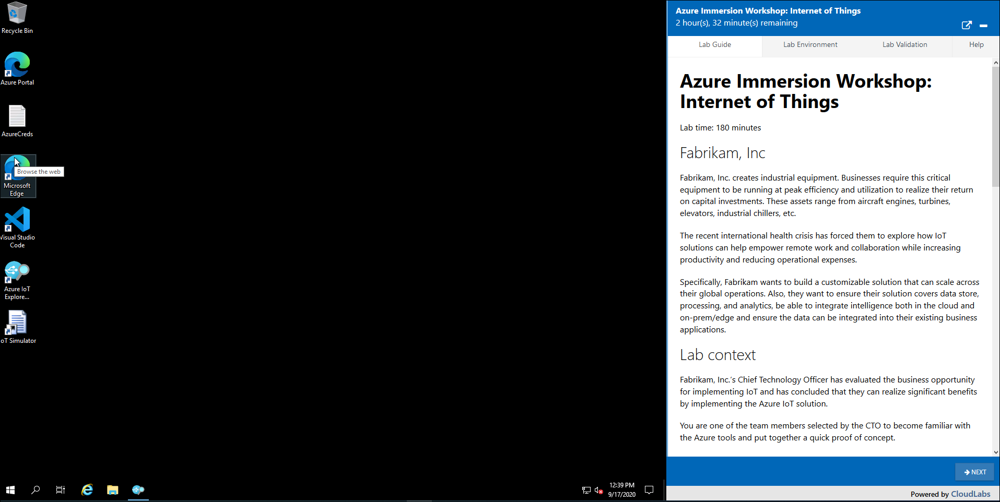 Recycle Bin
Azure Portal
AzureCreds
Browse the web
Microsoft
Edge
Visual Studio
Code
Azure IoT
Explore...
oT Simulator
12:39 PM
9/17/2020
Azure Immersion Workshop: Internet of Things
2 hour(s), 32 minute(s) remaining
Lab Guide
Lab Environment
Lab Validation
Help
Azure Immersion Workshop:
Internet of Things
Lab time: 180 minutes
Fabrikam, Inc
Fabrikam, Inc. creates industrial equipment. Businesses require this critical
equipment to be running at peak efficiency and utilization to realize their return
on capital investments. These assets range from aircraft engines, turbines,
elevators, industrial chillers, etc.
The recent international health crisis has forced them to explore how IoT
solutions can help empower remote work and collaboration while increasing
productivity and reducing operational expenses.
Specifically, Fabrikam wants to build a customizable solution that can scale across
their global operations. Also, they want to ensure their solution covers data store,
processing, and analytics, be able to integrate intelligence both in the cloud and
on-prem/edge and ensure the data can be integrated into their existing business
applications.
Lab context
Fabrikam, Inc.'s Chief Technology Officer has evaluated the business opportunity
for implementing IoT and has concluded that they can realize significant benefits
by implementing the Azure IoT solution.
You are one of the team members selected by the CTO to become familiar with
the Azure tools and put together a quick proof of concept.
NEXT
Powered by CloudLabs